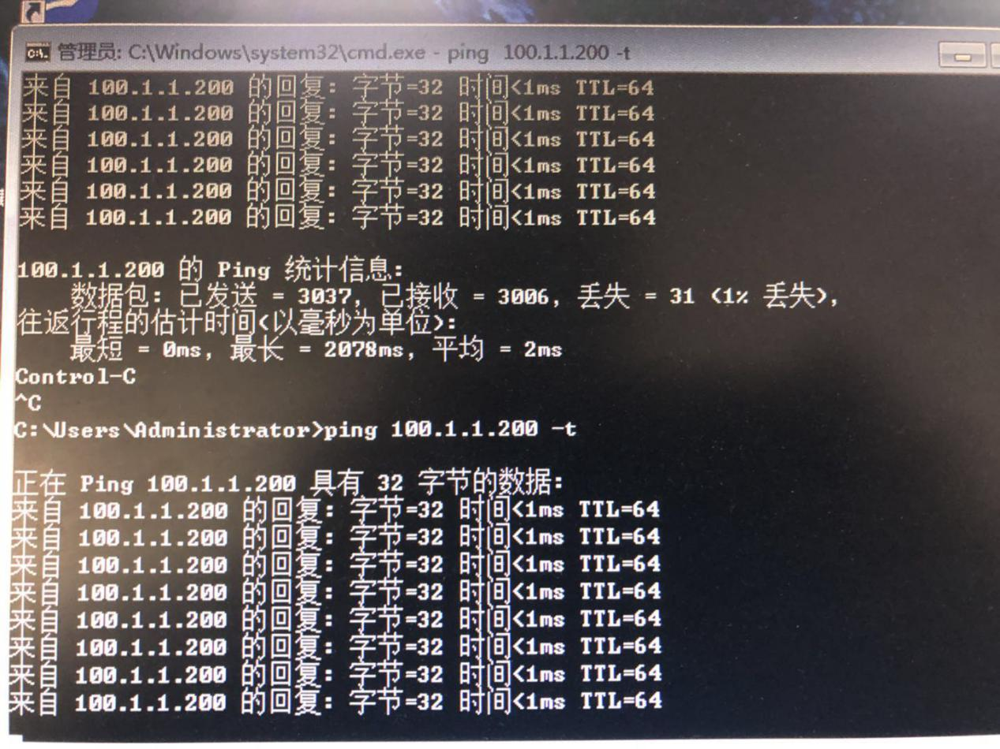 管理员: C:\Windows\system32\cmd.exe - ping 100.1.1.200 -t
来自 100.1.1.200 的回复: 字节=32 时间<1ms TTL=64
来自 100.1.1.200 的回复: 字节=32 时间<1ms TTL=64
来自 100.1.1.200 的回复: 字节=32 时间<1ms TTL=64
来自 100.1.1.200 的回复: 字节=32 时间<1ms TTL=64
来自 100.1.1.200 的回复: 字节=32 时间<1ms TTL=64
来自 100.1.1.200 的回复: 字节=32 时间<1ms TTL=64
100.1.1.200 的 Ping 统计信息:
数据包: 已发送 = 3037, 已接收 = 3006, 丢失 = 31 (1% 丢失),
往返行程的估计时间(以毫秒为单位):
最短 = 0ms, 最长 = 2078ms, 平均 = 2ms
Control-C
^C
C:\Users\Administrator>ping 100.1.1.200 -t
正在 Ping 100.1.1.200 具有 32 字节的数据:
来自 100.1.1.200 的回复: 字节=32 时间<1ms TTL=64
来自 100.1.1.200 的回复: 字节=32 时间<1ms TTL=64
来自 100.1.1.200 的回复: 字节=32 时间<1ms TTL=64
来自 100.1.1.200 的回复: 字节=32 时间<1ms TTL=64
来自 100.1.1.200 的回复: 字节=32 时间<1ms TTL=64
来自 100.1.1.200 的回复: 字节=32 时间<1ms TTL=64
来自 100.1.1.200 的回复: 字节=32 时间<1ms TTL=64
来自 100.1.1.200 的回复: 字节=32 时间<1ms TTL=64